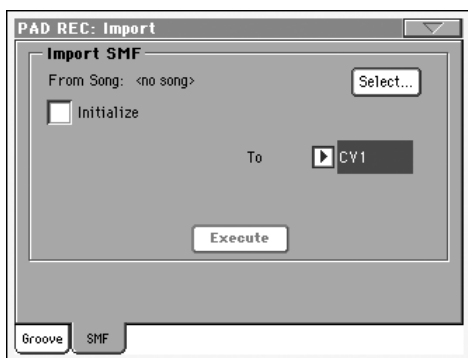 PAD REC: Import
Import SMF
From Song: <no song>
Select...
Initialize
To
CV1
Execute
Groove
SMF